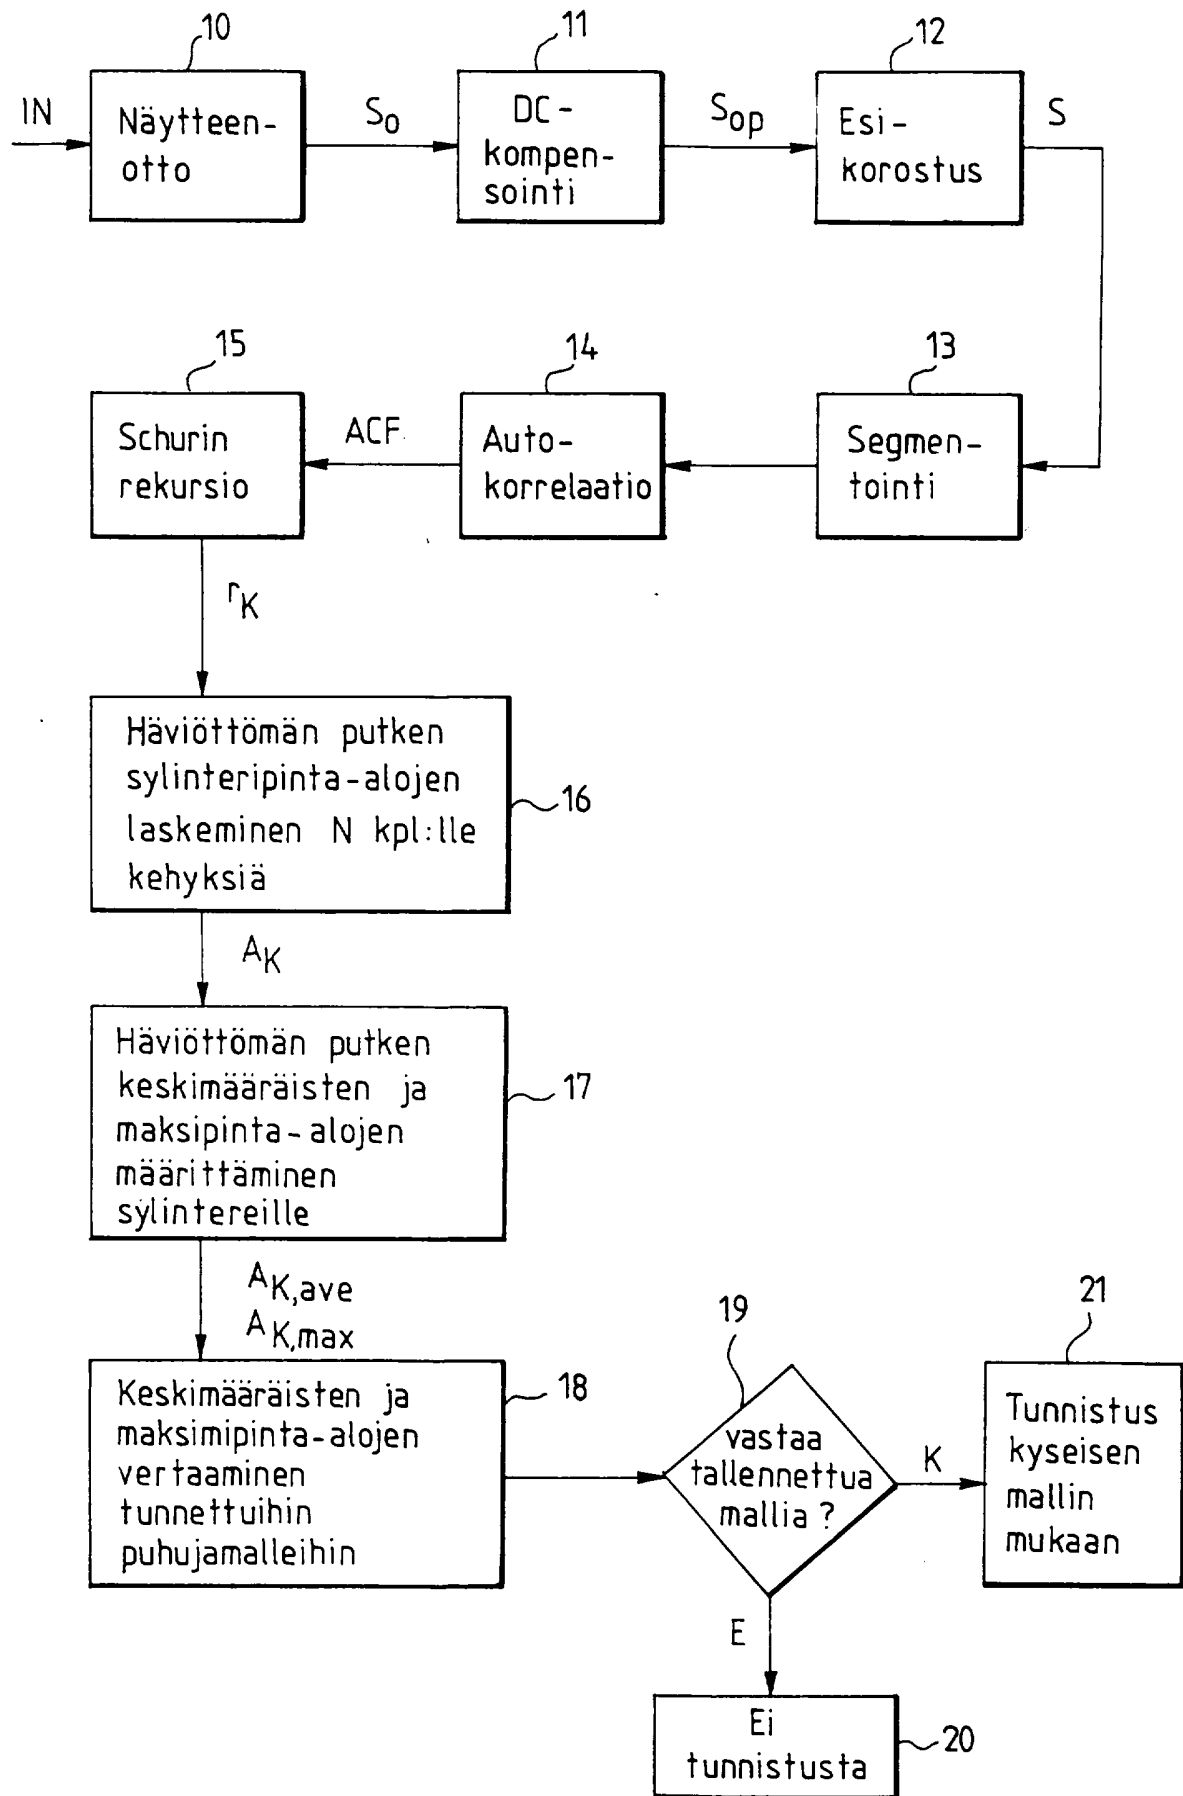 10
11
12
IN
Näytteen-
otto
So
DC-
kompen-
sointi
Sop
Esi-
korostus
S
15
14
13
Schurin
rekursio
ACF
Auto-
korrelaatio
Segmen-
tointi
rK
Häviöttömän putken
sylinteripinta-alojen
laskeminen N kpl:lle
kehyksiä
16
AK
Häviöttömän putken
keskimääräisten ja
maksipinta-alojen
määrittäminen
sylintereille
17
AK,ave
AK,max
Keskimääräisten ja
maksimipinta-alojen
vertaaminen
tunnettuihin
puhujamalleihin
18
19
vastaa
tallennettua
mallia ?
K
21
Tunnistus
kyseisen
mallin
mukaan
E
Ei
tunnistusta
20